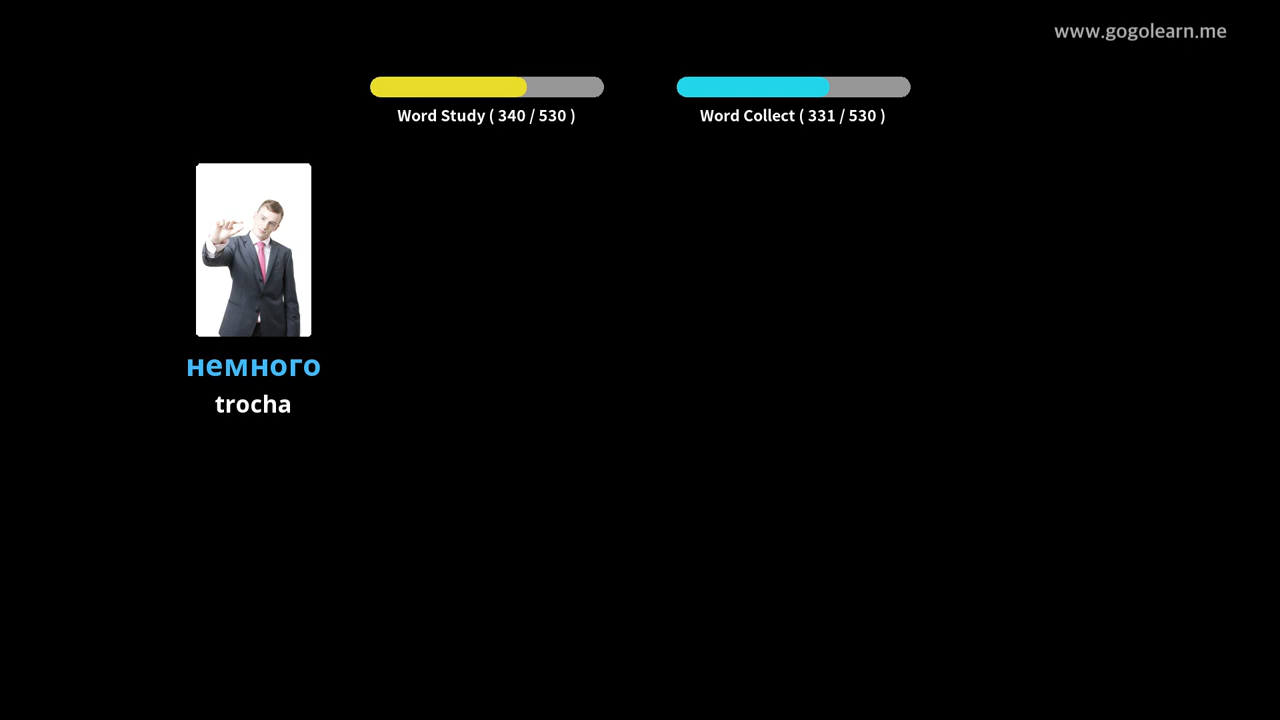 www.gogolearn.me
Word Study ( 340 / 530 )
Word Collect ( 331 / 530 )
немного
trocha